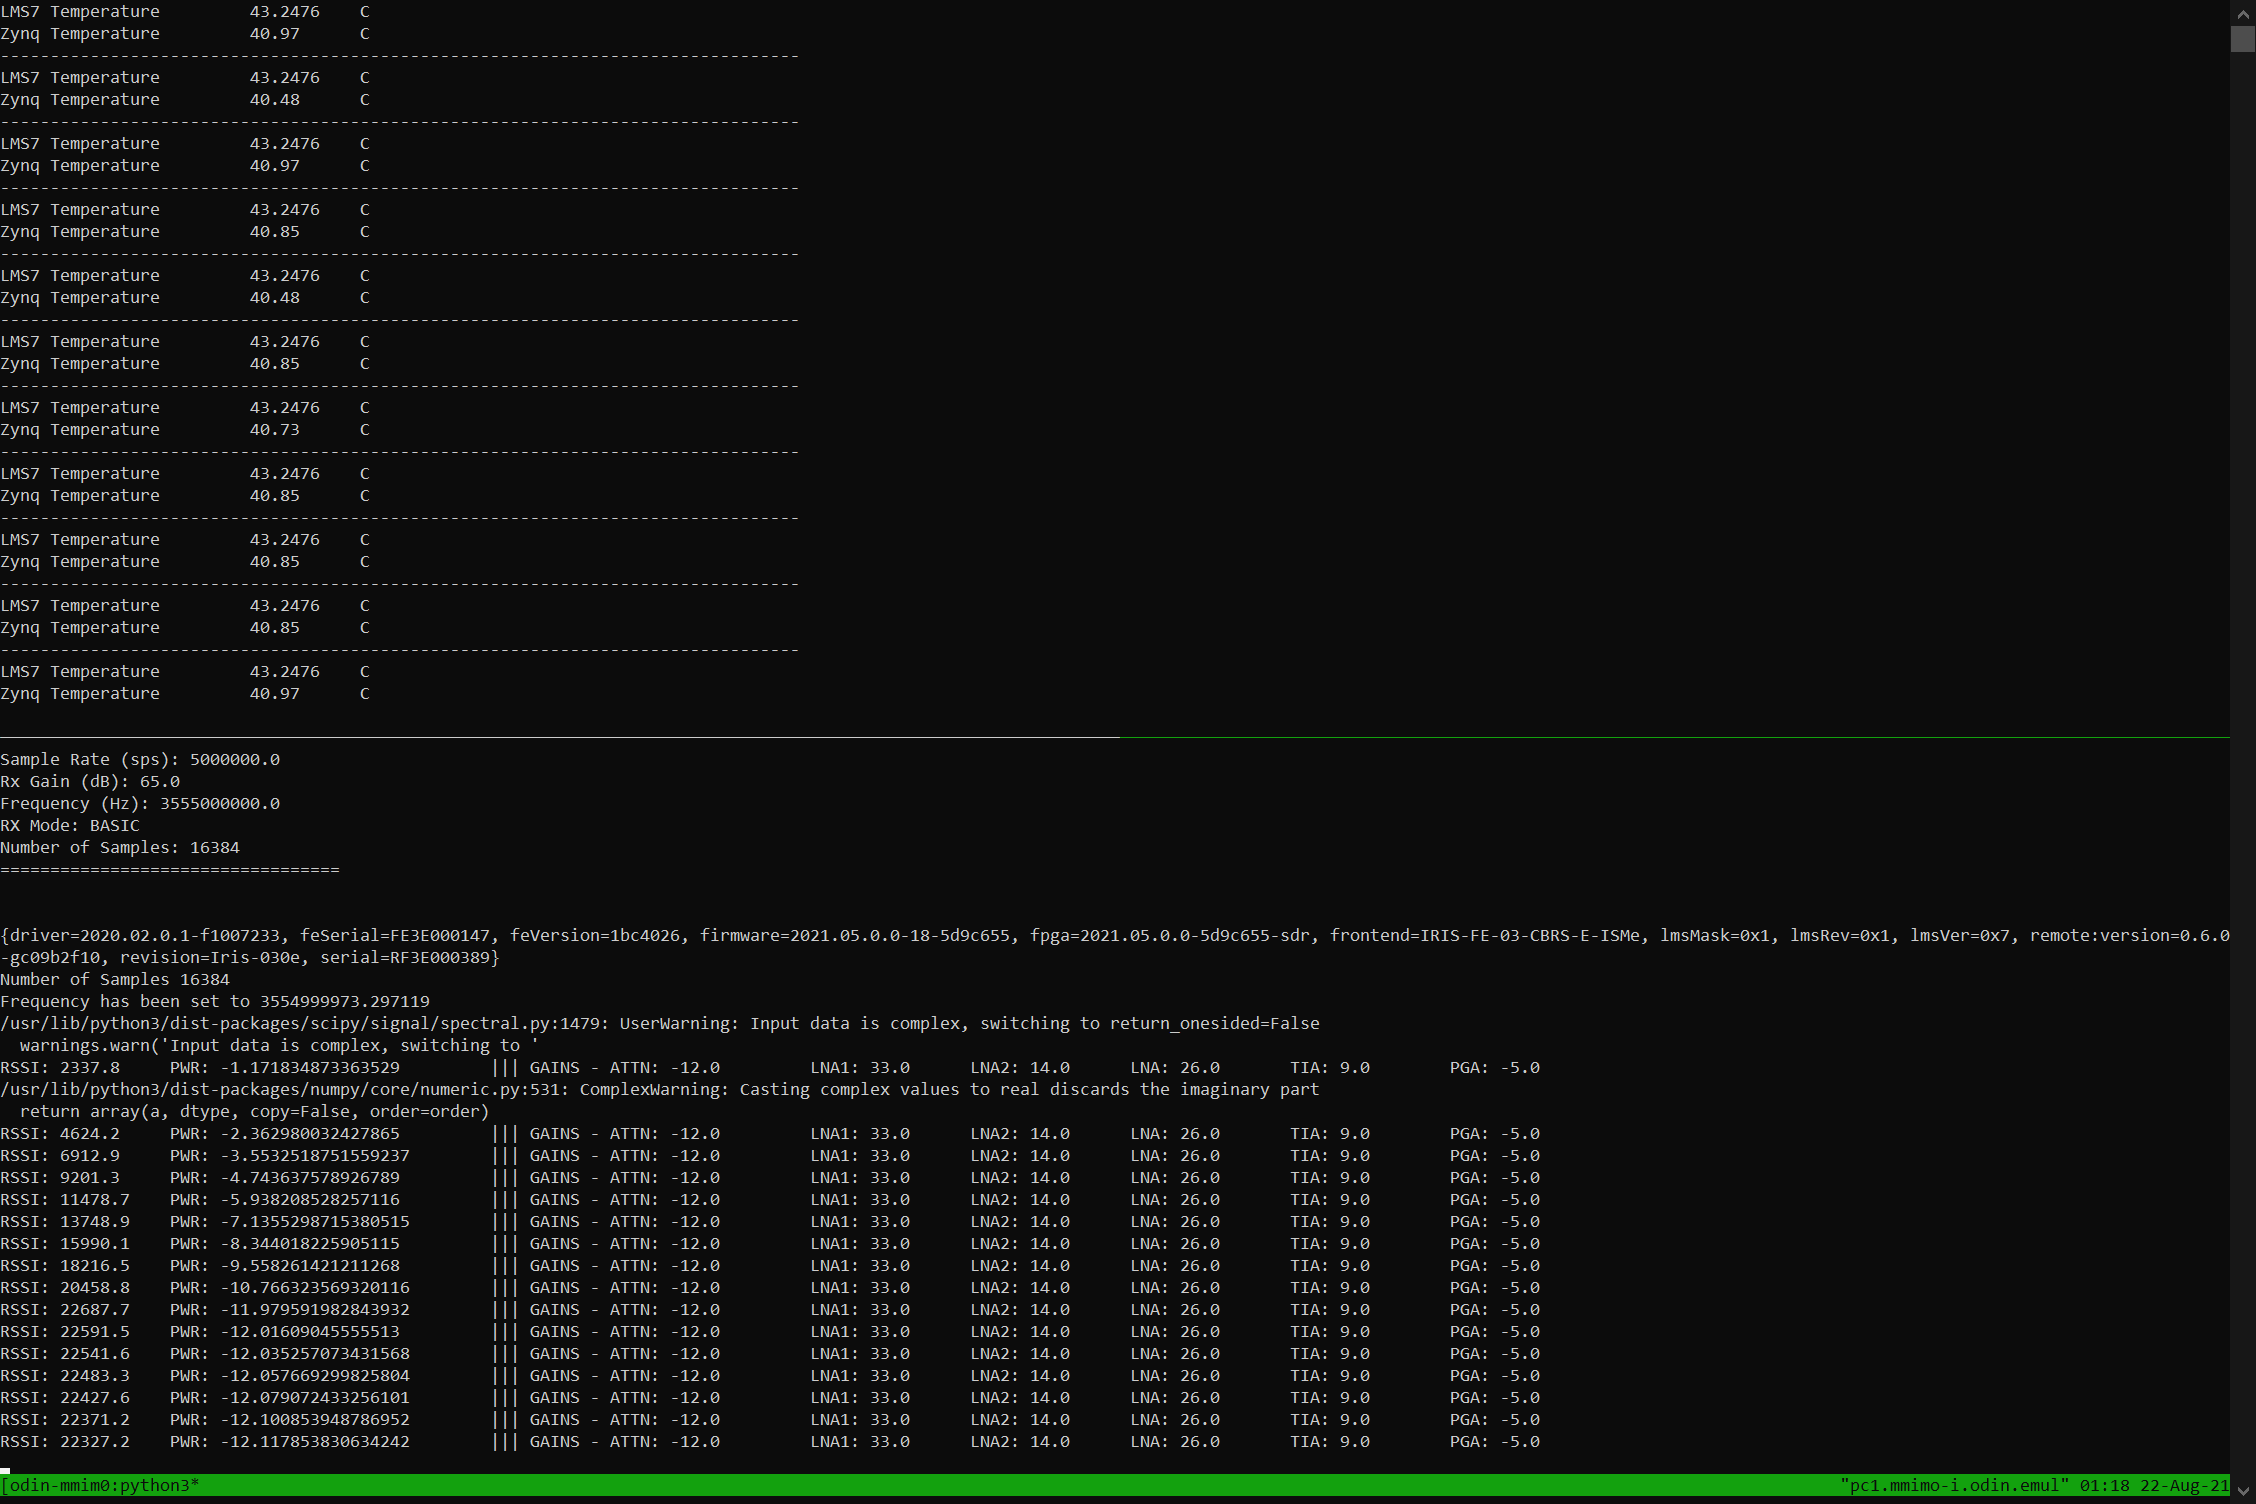 LMS7 Temperature         43.2476    C
Zynq Temperature         40.97      C
--------------------------------------------------------------------------------
LMS7 Temperature         43.2476    C
Zynq Temperature         40.48      C
--------------------------------------------------------------------------------
LMS7 Temperature         43.2476    C
Zynq Temperature         40.97      C
--------------------------------------------------------------------------------
LMS7 Temperature         43.2476    C
Zynq Temperature         40.85      C
--------------------------------------------------------------------------------
LMS7 Temperature         43.2476    C
Zynq Temperature         40.48      C
--------------------------------------------------------------------------------
LMS7 Temperature         43.2476    C
Zynq Temperature         40.85      C
--------------------------------------------------------------------------------
LMS7 Temperature         43.2476    C
Zynq Temperature         40.73      C
--------------------------------------------------------------------------------
LMS7 Temperature         43.2476    C
Zynq Temperature         40.85      C
--------------------------------------------------------------------------------
LMS7 Temperature         43.2476    C
Zynq Temperature         40.85      C
--------------------------------------------------------------------------------
LMS7 Temperature         43.2476    C
Zynq Temperature         40.85      C
--------------------------------------------------------------------------------
LMS7 Temperature         43.2476    C
Zynq Temperature         40.97      C
Sample Rate (sps): 5000000.0
Rx Gain (dB): 65.0
Frequency (Hz): 3555000000.0
RX Mode: BASIC
Number of Samples: 16384
==================================
{driver=2020.02.0.1-f1007233, feSerial=FE3E000147, feVersion=1bc4026, firmware=2021.05.0.0-18-5d9c655, fpga=2021.05.0.0-5d9c655-sdr, frontend=IRIS-FE-03-CBRS-E-ISMe, lmsMask=0x1, lmsRev=0x1, lmsVer=0x7, remote:version=0.6.0
-gc09b2f10, revision=Iris-030e, serial=RF3E000389}
Number of Samples 16384
Frequency has been set to 3554999973.297119
/usr/lib/python3/dist-packages/scipy/signal/spectral.py:1479: UserWarning: Input data is complex, switching to return_onesided=False
  warnings.warn('Input data is complex, switching to '
RSSI: 2337.8     PWR: -1.171834873363529         ||| GAINS - ATTN: -12.0         LNA1: 33.0      LNA2: 14.0      LNA: 26.0       TIA: 9.0        PGA: -5.0
/usr/lib/python3/dist-packages/numpy/core/numeric.py:531: ComplexWarning: Casting complex values to real discards the imaginary part
  return array(a, dtype, copy=False, order=order)
RSSI: 4624.2     PWR: -2.362980032427865         ||| GAINS - ATTN: -12.0         LNA1: 33.0      LNA2: 14.0      LNA: 26.0       TIA: 9.0        PGA: -5.0
RSSI: 6912.9     PWR: -3.5532518751559237        ||| GAINS - ATTN: -12.0         LNA1: 33.0      LNA2: 14.0      LNA: 26.0       TIA: 9.0        PGA: -5.0
RSSI: 9201.3     PWR: -4.743637578926789         ||| GAINS - ATTN: -12.0         LNA1: 33.0      LNA2: 14.0      LNA: 26.0       TIA: 9.0        PGA: -5.0
RSSI: 11478.7    PWR: -5.938208528257116         ||| GAINS - ATTN: -12.0         LNA1: 33.0      LNA2: 14.0      LNA: 26.0       TIA: 9.0        PGA: -5.0
RSSI: 13748.9    PWR: -7.1355298715380515        ||| GAINS - ATTN: -12.0         LNA1: 33.0      LNA2: 14.0      LNA: 26.0       TIA: 9.0        PGA: -5.0
RSSI: 15990.1    PWR: -8.344018225905115         ||| GAINS - ATTN: -12.0         LNA1: 33.0      LNA2: 14.0      LNA: 26.0       TIA: 9.0        PGA: -5.0
RSSI: 18216.5    PWR: -9.558261421211268         ||| GAINS - ATTN: -12.0         LNA1: 33.0      LNA2: 14.0      LNA: 26.0       TIA: 9.0        PGA: -5.0
RSSI: 20458.8    PWR: -10.766323569320116        ||| GAINS - ATTN: -12.0         LNA1: 33.0      LNA2: 14.0      LNA: 26.0       TIA: 9.0        PGA: -5.0
RSSI: 22687.7    PWR: -11.979591982843932        ||| GAINS - ATTN: -12.0         LNA1: 33.0      LNA2: 14.0      LNA: 26.0       TIA: 9.0        PGA: -5.0
RSSI: 22591.5    PWR: -12.01609045555513         ||| GAINS - ATTN: -12.0         LNA1: 33.0      LNA2: 14.0      LNA: 26.0       TIA: 9.0        PGA: -5.0
RSSI: 22541.6    PWR: -12.035257073431568        ||| GAINS - ATTN: -12.0         LNA1: 33.0      LNA2: 14.0      LNA: 26.0       TIA: 9.0        PGA: -5.0
RSSI: 22483.3    PWR: -12.057669299825804        ||| GAINS - ATTN: -12.0         LNA1: 33.0      LNA2: 14.0      LNA: 26.0       TIA: 9.0        PGA: -5.0
RSSI: 22427.6    PWR: -12.079072433256101        ||| GAINS - ATTN: -12.0         LNA1: 33.0      LNA2: 14.0      LNA: 26.0       TIA: 9.0        PGA: -5.0
RSSI: 22371.2    PWR: -12.100853948786952        ||| GAINS - ATTN: -12.0         LNA1: 33.0      LNA2: 14.0      LNA: 26.0       TIA: 9.0        PGA: -5.0
RSSI: 22327.2    PWR: -12.117853830634242        ||| GAINS - ATTN: -12.0         LNA1: 33.0      LNA2: 14.0      LNA: 26.0       TIA: 9.0        PGA: -5.0
[odin-mmim0:python3*    "pc1.mmimo-i.odin.emul" 01:18 22-Aug-21